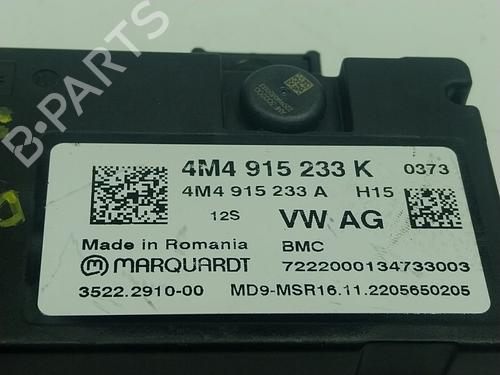 B-PARTS
4M4 915 233 K 0373
4M4 915 233 A H15
12S VW AG
Made in Romania BMC
MARQUARDT 7222000134733003
3522.2910-00 MD9-MSR16.11.2205650205